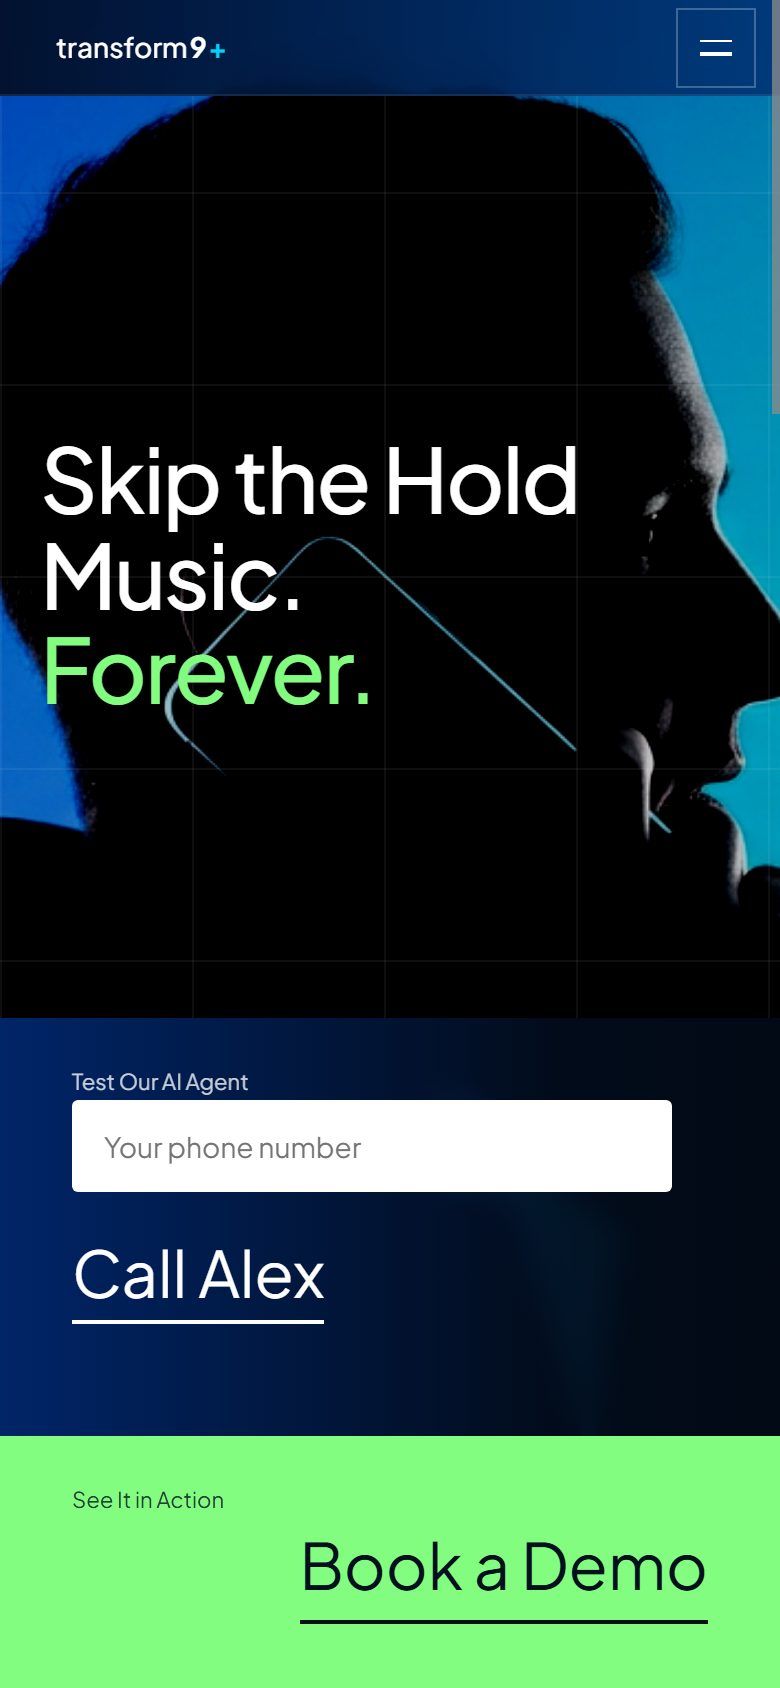 transform9+
Skip the Hold
Music.
Forever.
Test Our AI Agent
Your phone number
Call Alex
See It in Action
Book a Demo